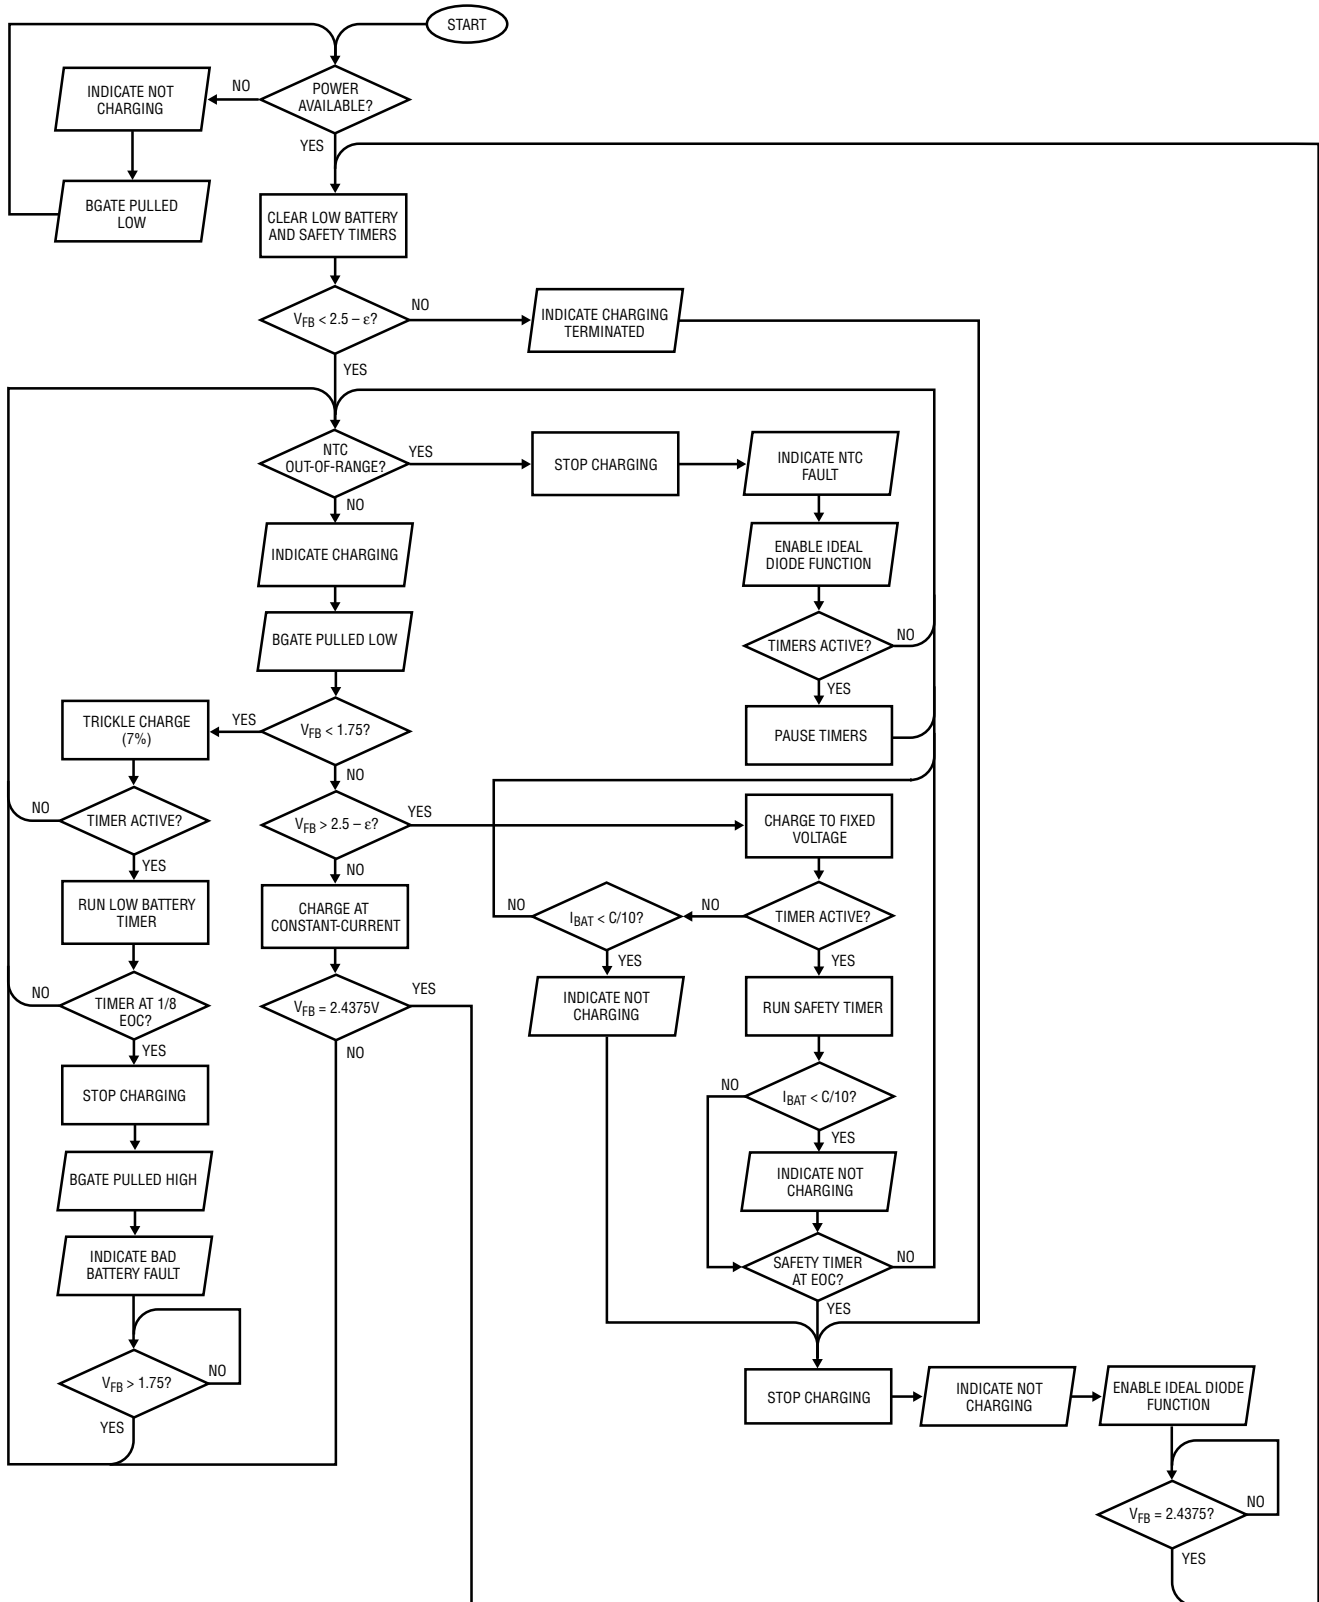 START
POWER
AVAILABLE?
NO
INDICATE NOT
CHARGING
YES
BGATE PULLED
LOW
CLEAR LOW BATTERY
AND SAFETY TIMERS
V_FB < 2.5 – ε?
NO
INDICATE CHARGING
TERMINATED
YES
NTC
OUT-OF-RANGE?
YES
STOP CHARGING
INDICATE NTC
FAULT
NO
INDICATE CHARGING
ENABLE IDEAL
DIODE FUNCTION
BGATE PULLED LOW
TIMERS ACTIVE?
NO
YES
PAUSE TIMERS
V_FB < 1.75?
YES
TRICKLE CHARGE
(7%)
NO
NO
TIMER ACTIVE?
YES
V_FB > 2.5 – ε?
YES
CHARGE TO FIXED
VOLTAGE
NO
RUN LOW BATTERY
TIMER
CHARGE AT
CONSTANT-CURRENT
NO
I_BAT < C/10?
NO
TIMER ACTIVE?
YES
YES
NO
TIMER AT 1/8
EOC?
YES
V_FB = 2.4375V
YES
NO
INDICATE NOT
CHARGING
RUN SAFETY TIMER
STOP CHARGING
NO
I_BAT < C/10?
YES
BGATE PULLED HIGH
INDICATE NOT
CHARGING
INDICATE BAD
BATTERY FAULT
SAFETY TIMER
AT EOC?
NO
YES
V_FB > 1.75?
NO
YES
STOP CHARGING
INDICATE NOT
CHARGING
ENABLE IDEAL DIODE
FUNCTION
V_FB = 2.4375?
NO
YES